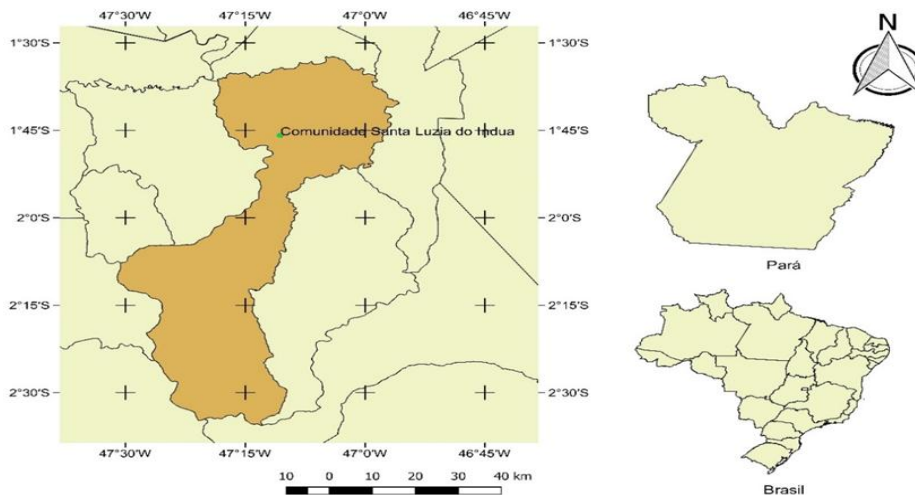 47°30'W 47°15'W 47°0'W 46°45'W
N
1°30'S 1°30'S
1°45'S Comunidade Santa Luzia do Indua 1°45'S
2°0'S 2°0'S
Pará
2°15'S 2°15'S
2°30'S 2°30'S
47°30'W 47°15'W 47°0'W 46°45'W
10 0 10 20 30 40 km
Brasil